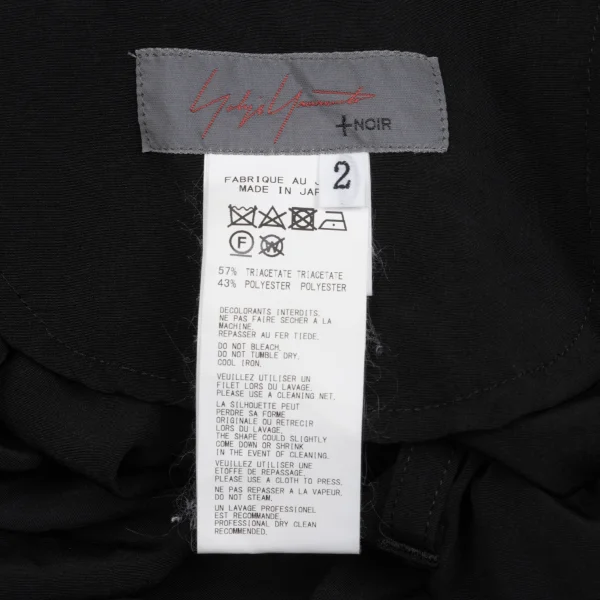 Yohji Yamamoto
+NOIR
2
FABRIQUE AU J
MADE IN JAP
F
W
57% TRIACETATE TRIACETATE
43% POLYESTER POLYESTER
DECOLORANTS INTERDITS.
NE PAS FAIRE SECHER A LA
MACHINE.
REPASSER AU FER TIEDE.
DO NOT BLEACH.
DO NOT TUMBLE DRY.
COOL IRON.
VEUILLEZ UTILISER UN
FILET LORS DU LAVAGE.
PLEASE USE A CLEANING NET.
LA SILHOUETTE PEUT
PERDRE SA FORME
ORIGINALE OU RETRECIR
LORS DU LAVAGE.
THE SHAPE COULD SLIGHTLY
COME DOWN OR SHRINK
IN THE EVENT OF CLEANING.
VEUILLEZ UTILISER UNE
ETOFFE DE REPASSAGE.
PLEASE USE A CLOTH TO PRESS.
NE PAS REPASSER A LA VAPEUR.
DO NOT STEAM.
UN LAVAGE PROFESSIONEL
EST RECOMMANDE.
PROFESSIONAL DRY CLEAN
RECOMMENDED.